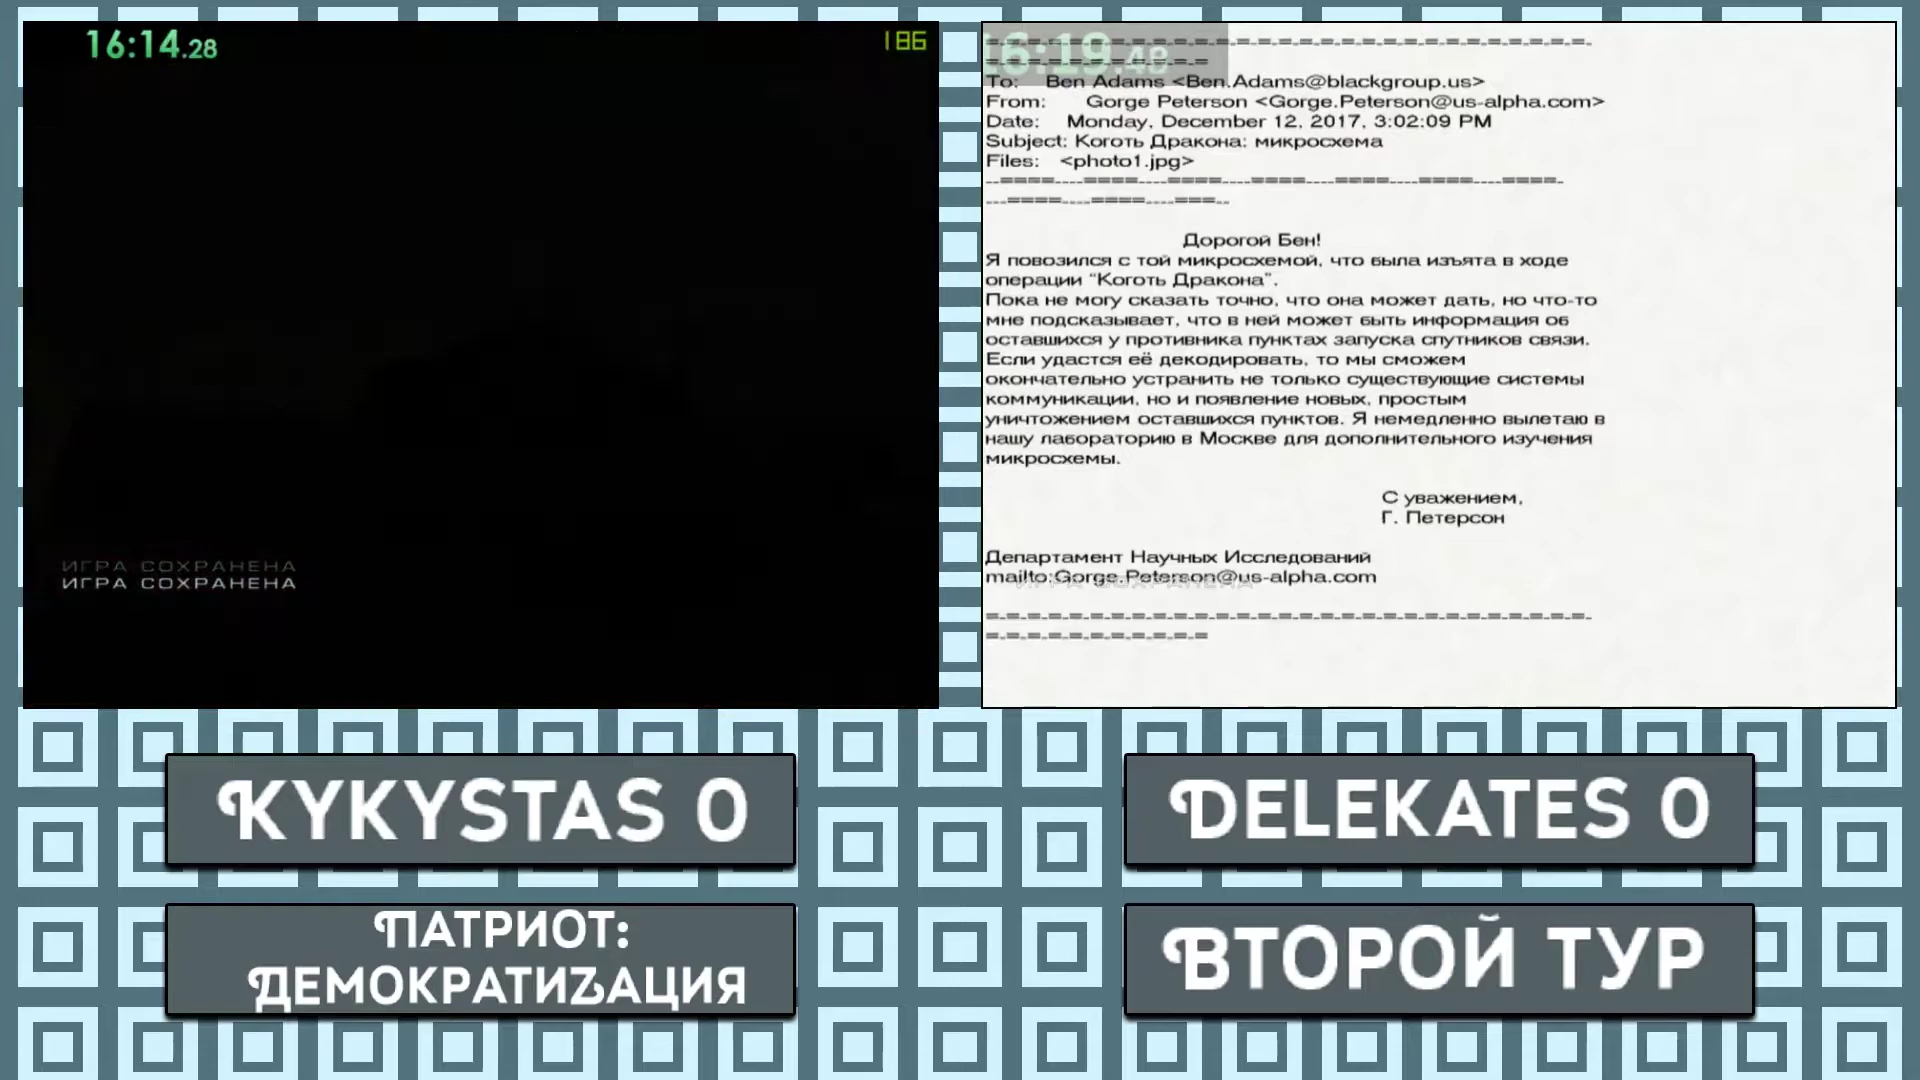 16:14.28
186
ИГРА СОХРАНЕНА
ИГРА СОХРАНЕНА
16:19.48
To: Ben Adams <Ben.Adams@blackgroup.us>
From: Gorge Peterson <Gorge.Peterson@us-alpha.com>
Date: Monday, December 12, 2017, 3:02:09 PM
Subject: Коготь Дракона: микросхема
Files: <photo1.jpg>
Дорогой Бен!
Я повозился с той микросхемой, что была изъята в ходе
операции "Коготь Дракона".
Пока не могу сказать точно, что она может дать, но что-то
мне подсказывает, что в ней может быть информация об
оставшихся у противника пунктах запуска спутников связи.
Если удастся её декодировать, то мы сможем
окончательно устранить не только существующие системы
коммуникации, но и появление новых, простым
уничтожением оставшихся пунктов. Я немедленно вылетаю в
нашу лабораторию в Москве для дополнительного изучения
микросхемы.
С уважением,
Г. Петерсон
Департамент Научных Исследований
mailto:Gorge.Peterson@us-alpha.com
KYKYSTAS 0
DELEKATES 0
ПАТРИОТ:
ДЕМОКРАТИZАЦИЯ
ВТОРОЙ ТУР